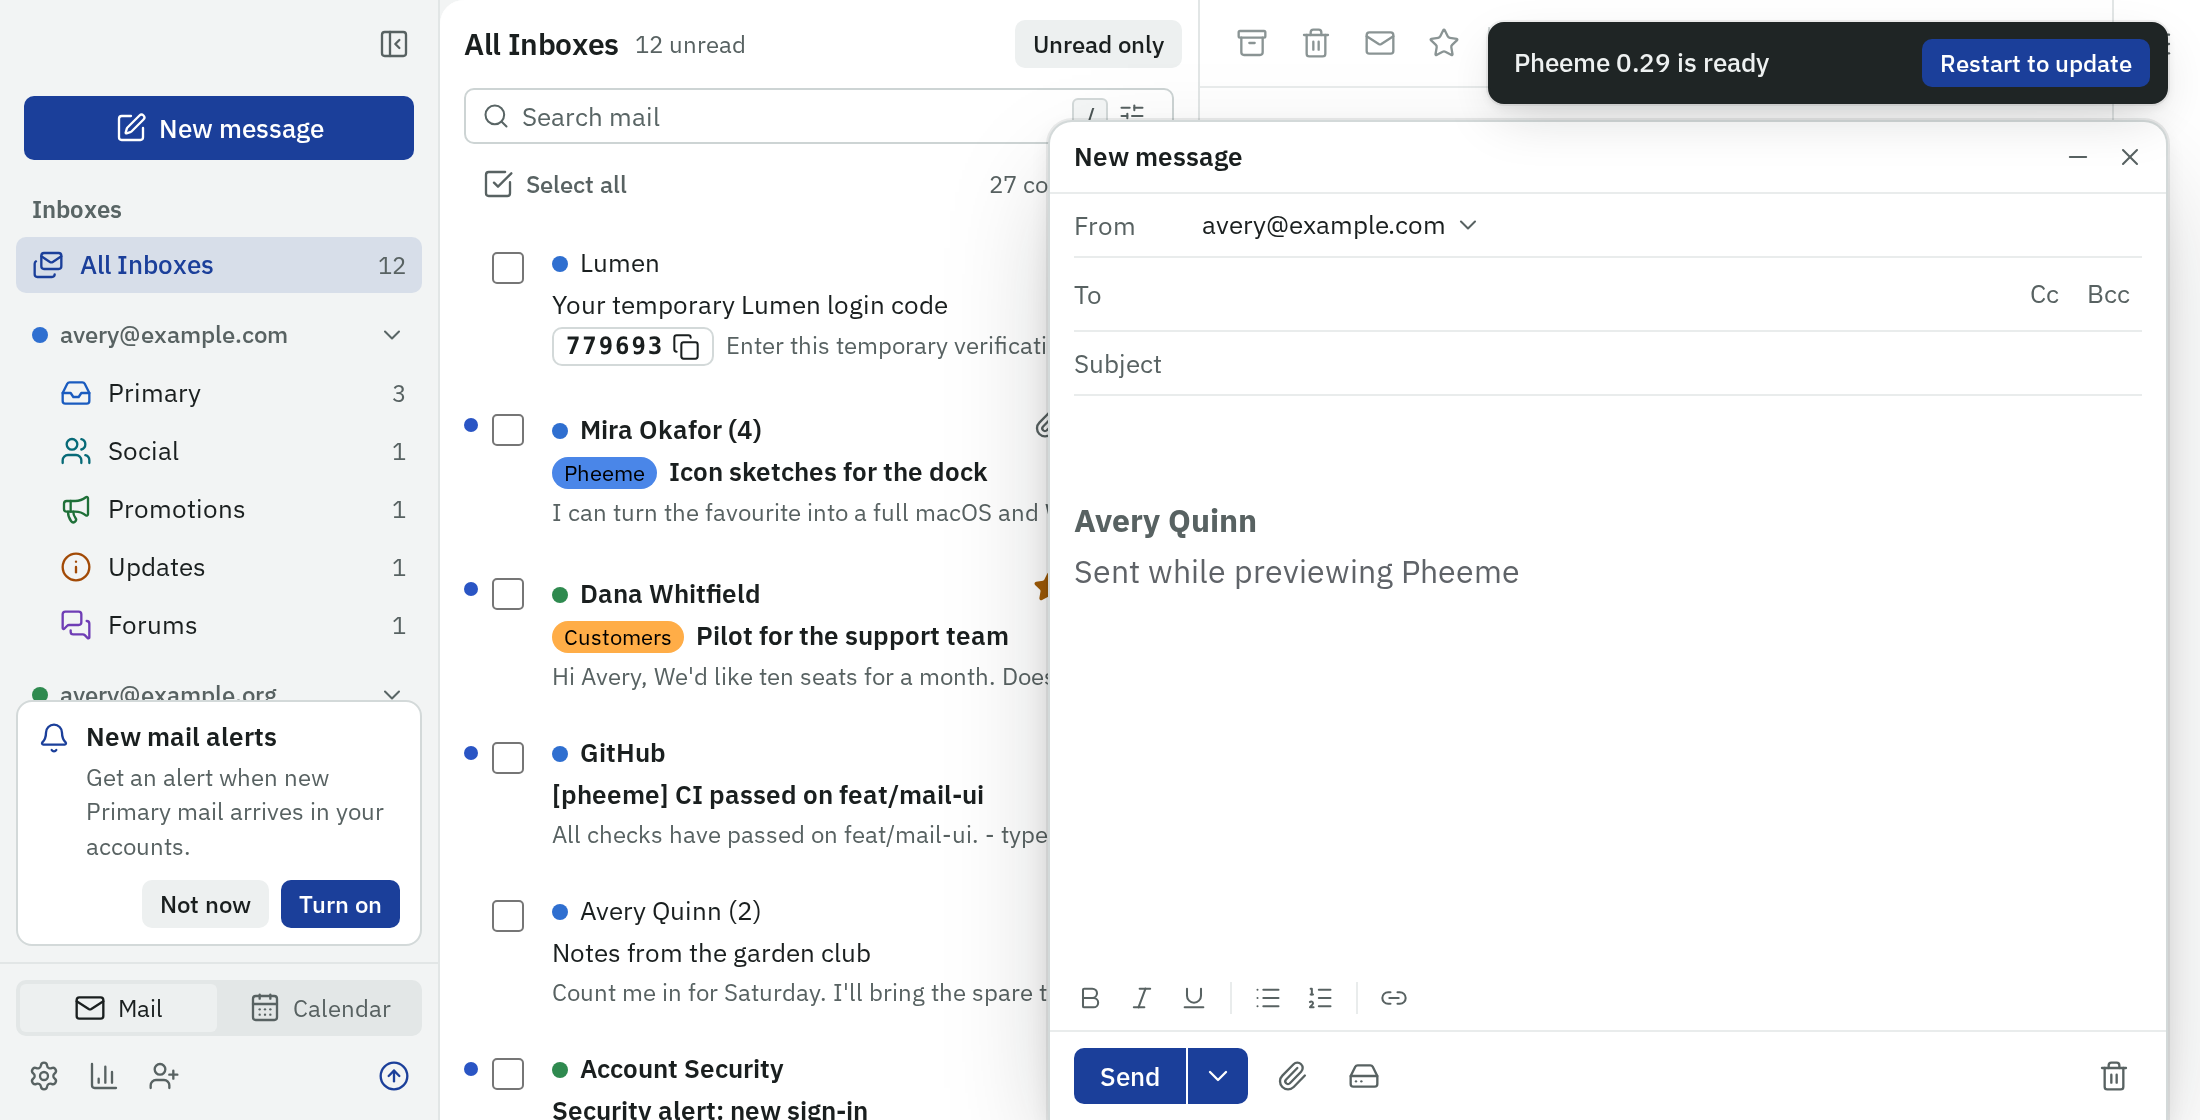 New message
Inboxes
All Inboxes 12
avery@example.com
Primary 3
Social 1
Promotions 1
Updates 1
Forums 1
avery@example.org
New mail alerts
Get an alert when new
Primary mail arrives in your
accounts.
Not now
Turn on
Mail
Calendar
All Inboxes 12 unread
Unread only
Search mail /
Select all 27 co
Lumen
Your temporary Lumen login code
779693 Enter this temporary verificati
Mira Okafor (4)
Pheeme Icon sketches for the dock
I can turn the favourite into a full macOS and
Dana Whitfield
Customers Pilot for the support team
Hi Avery, We'd like ten seats for a month. Does
GitHub
[pheeme] CI passed on feat/mail-ui
All checks have passed on feat/mail-ui. - type
Avery Quinn (2)
Notes from the garden club
Count me in for Saturday. I'll bring the spare t
Account Security
Security alert: new sign-in
Pheeme 0.29 is ready
Restart to update
New message
From avery@example.com
To Cc Bcc
Subject
Avery Quinn
Sent while previewing Pheeme
Send